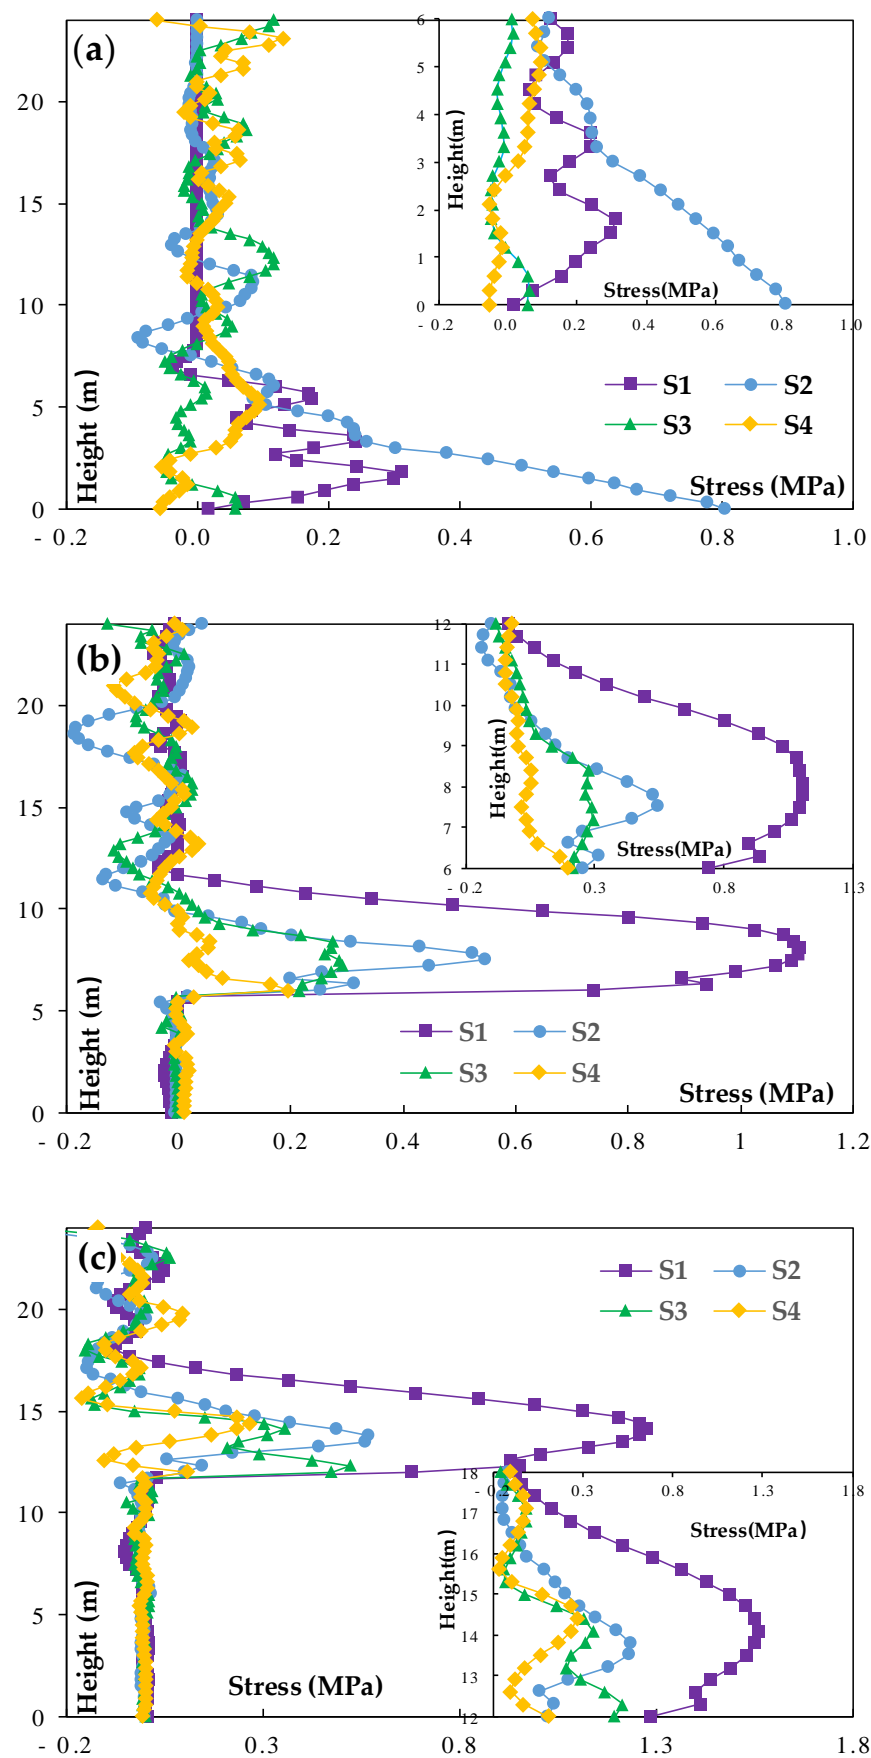 (a)
20
15
10
5
0
Height (m)
- 0.2
0.0
0.2
0.4
0.6
0.8
1.0
Stress (MPa)
6
5
4
3
2
1
0
Height(m)
Stress(MPa)
- 0.2
0.0
0.2
0.4
0.6
0.8
1.0
S1
S2
S3
S4
(b)
20
15
10
5
0
Height (m)
- 0.2
0
0.2
0.4
0.6
0.8
1
1.2
Stress (MPa)
12
11
10
9
8
7
6
Height(m)
Stress(MPa)
- 0.2
0.3
0.8
1.3
S1
S2
S3
S4
(c)
20
15
10
5
0
Height (m)
- 0.2
0.3
0.8
1.3
1.8
Stress (MPa)
S1
S2
S3
S4
18
17
16
15
14
13
12
Height(m)
- 0.2
0.3
0.8
1.3
1.8
Stress(MPa)